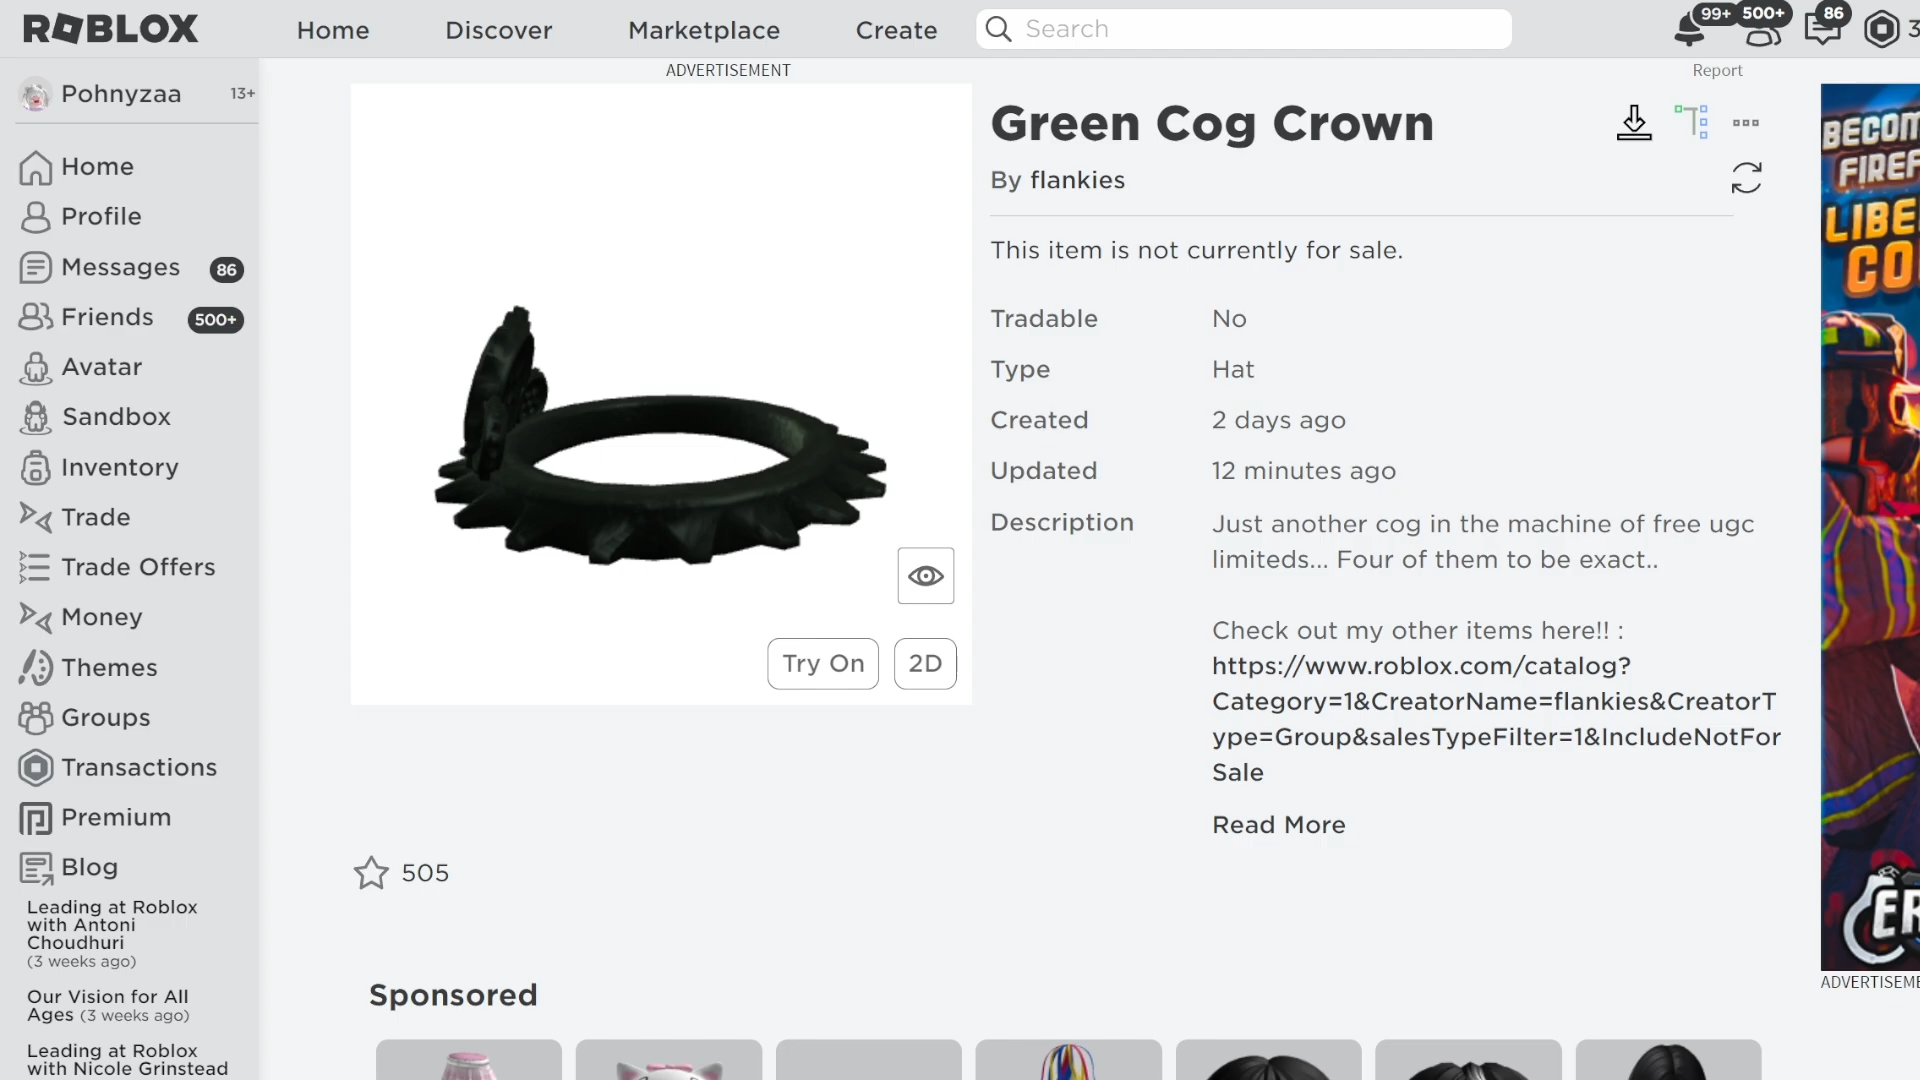 ROBLOX
Home
Discover
Marketplace
Create
Search
99+
500+
86
3
Pohnyzaa
13+
Home
Profile
Messages
86
Friends
500+
Avatar
Sandbox
Inventory
Trade
Trade Offers
Money
Themes
Groups
Transactions
Premium
Blog
Leading at Roblox
with Antoni
Choudhuri
(3 weeks ago)
Our Vision for All
Ages (3 weeks ago)
Leading at Roblox
with Nicole Grinstead
ADVERTISEMENT
Report
Green Cog Crown
By flankies
This item is not currently for sale.
Tradable No
Type Hat
Created 2 days ago
Updated 12 minutes ago
Description Just another cog in the machine of free ugc
limiteds... Four of them to be exact..
Check out my other items here!! :
https://www.roblox.com/catalog?
Category=1&CreatorName=flankies&CreatorT
ype=Group&salesTypeFilter=1&IncludeNotFor
Sale
Read More
Try On
2D
505
Sponsored
BECOM
FIREF
LIBE
CO
ER
ADVERTISEME